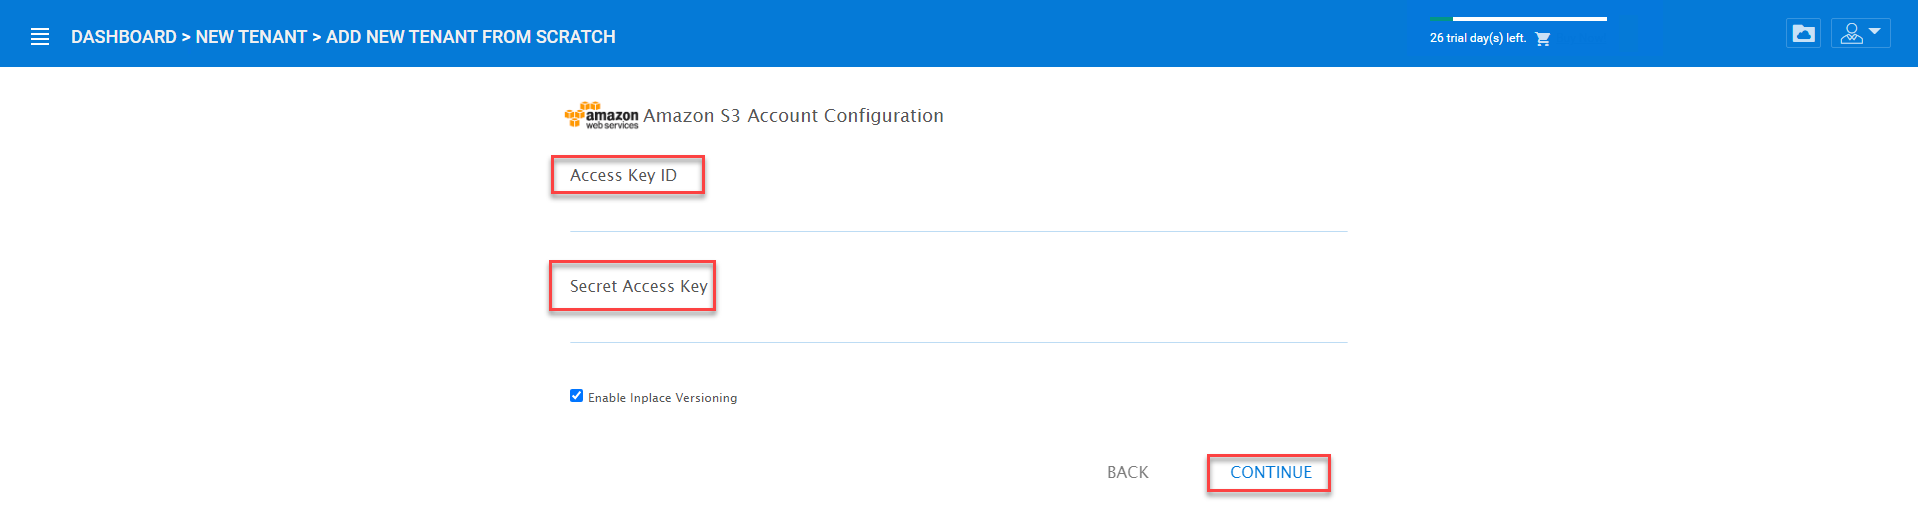 DASHBOARD > NEW TENANT > ADD NEW TENANT FROM SCRATCH
26 trial day(s) left.
amazon
web services
Amazon S3 Account Configuration
Access Key ID
Secret Access Key
Enable Inplace Versioning
BACK
CONTINUE